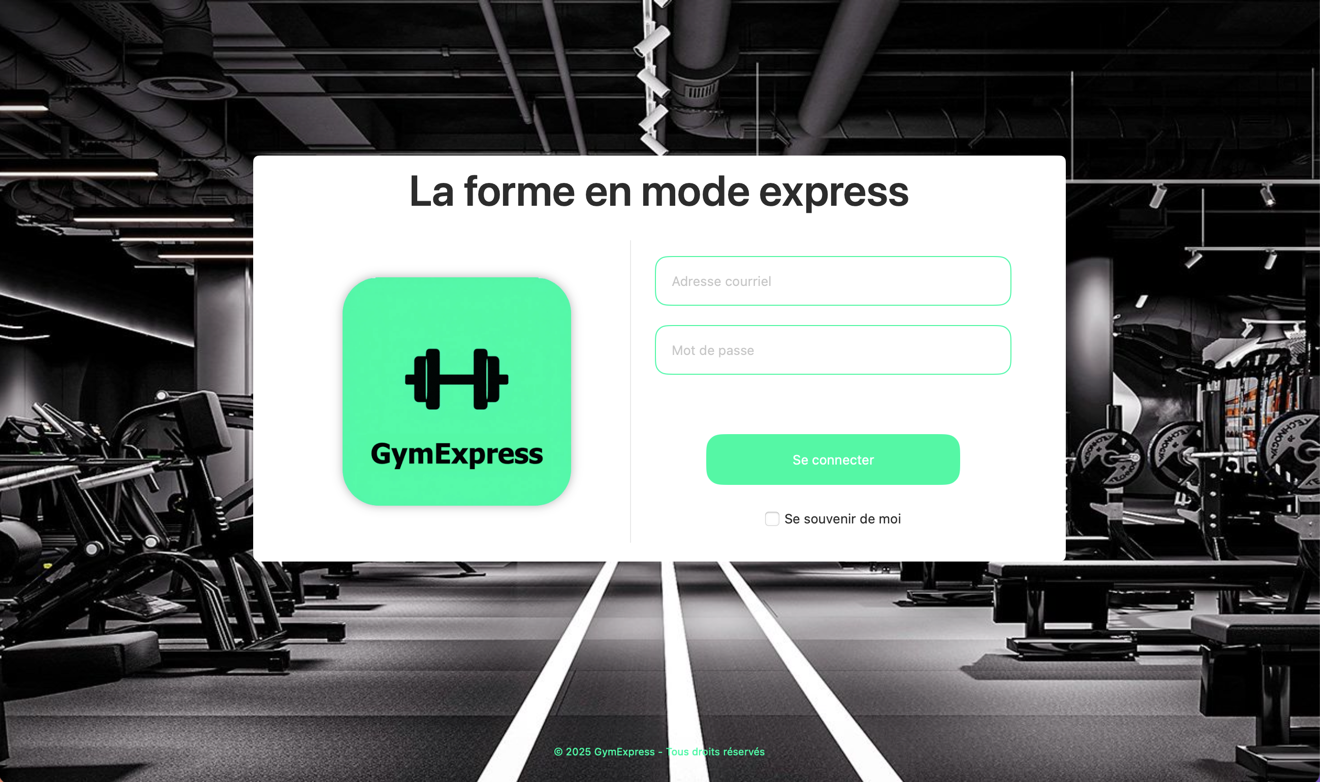 La forme en mode express
GymExpress
Adresse courriel
Mot de passe
Se connecter
Se souvenir de moi
© 2025 GymExpress - Tous droits réservés